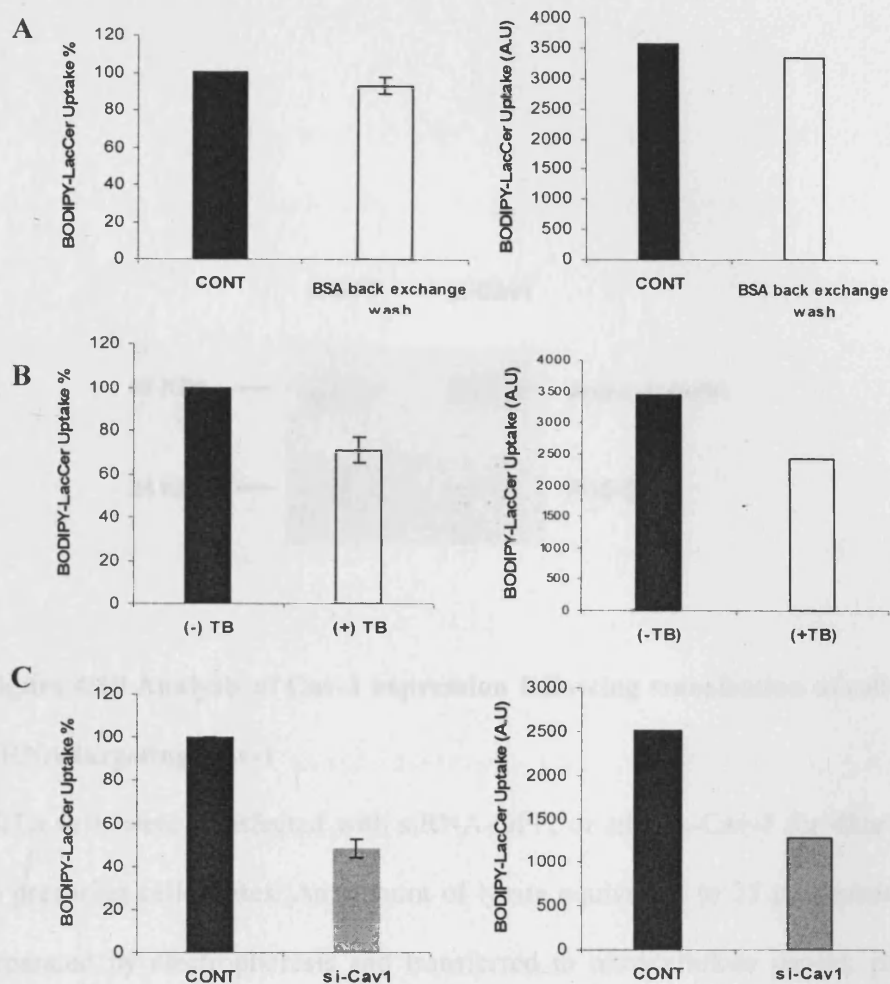 A
BODIPY-LacCer Uptake %
120
100
80
60
40
20
0
CONT
BSA back exchange
wash
BODIPY-LacCer Uptake (A.U)
4000
3500
3000
2500
2000
1500
1000
500
0
CONT
BSA back exchange
wash
B
BODIPY-LacCer Uptake %
120
100
80
60
40
20
0
(-) TB
(+) TB
BODIPY-LacCer Uptake (A.U)
4000
3500
3000
2500
2000
1500
1000
500
0
(-TB)
(+TB)
C
BODIPY-LacCer Uptake %
120
100
80
60
40
20
0
CONT
si-Cav1
BODIPY-LacCer Uptake (A.U)
3000
2500
2000
1500
1000
500
0
CONT
si-Cav1